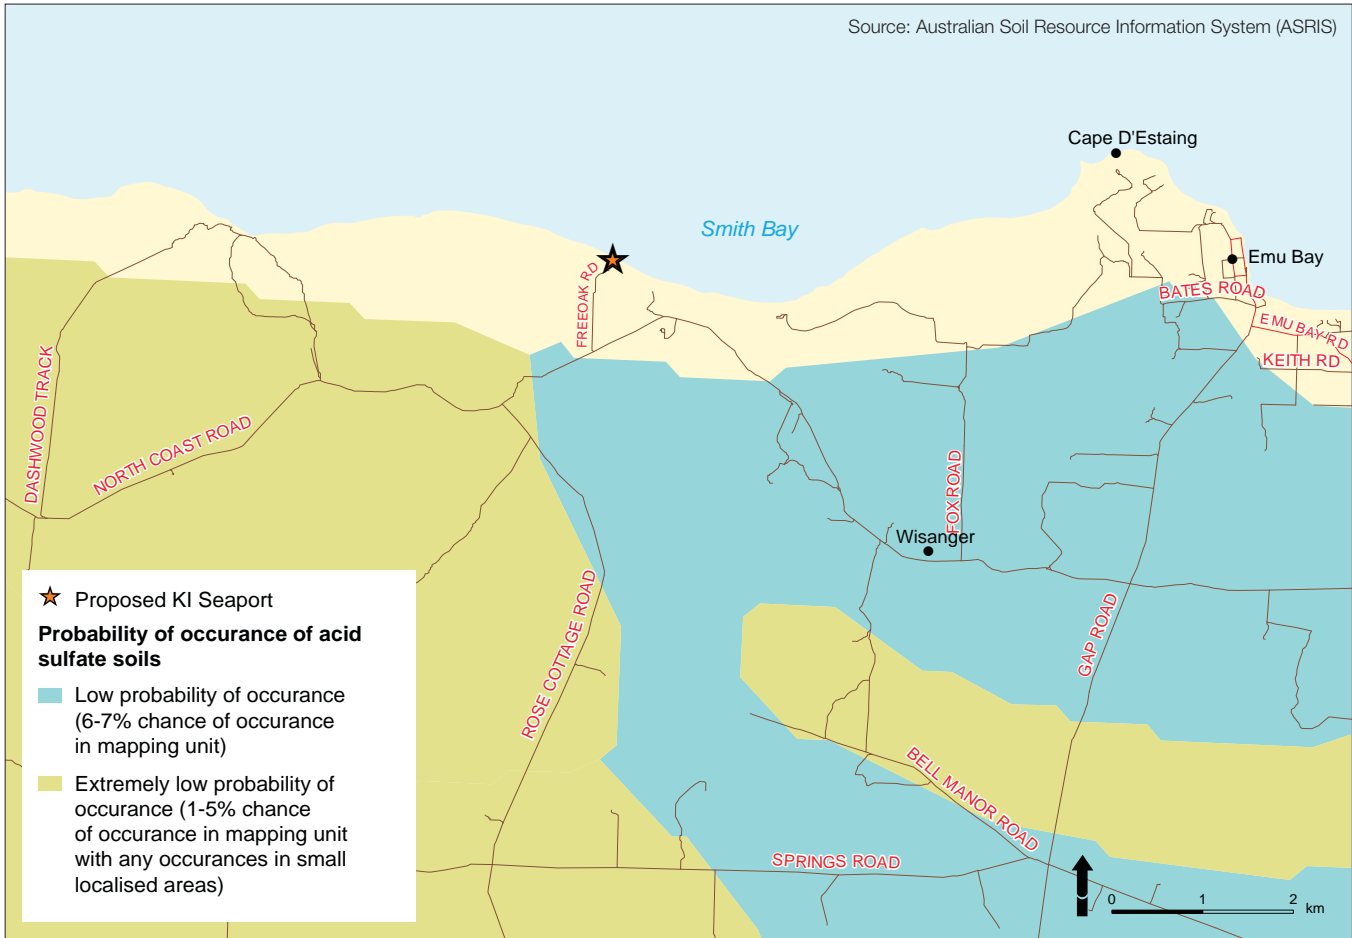 Source: Australian Soil Resource Information System (ASRIS)
Cape D'Estaing
Smith Bay
Emu Bay
FREEOAK RD
BATES ROAD
EMU BAY RD
KEITH RD
DASHWOOD TRACK
NORTH COAST ROAD
FOX ROAD
Wisanger
ROSE COTTAGE ROAD
GAP ROAD
BELL MANOR ROAD
SPRINGS ROAD
Proposed KI Seaport
Probability of occurance of acid
sulfate soils
Low probability of occurance
(6-7% chance of occurance
in mapping unit)
Extremely low probability of
occurance (1-5% chance
of occurance in mapping unit
with any occurances in small
localised areas)
0 1 2
km